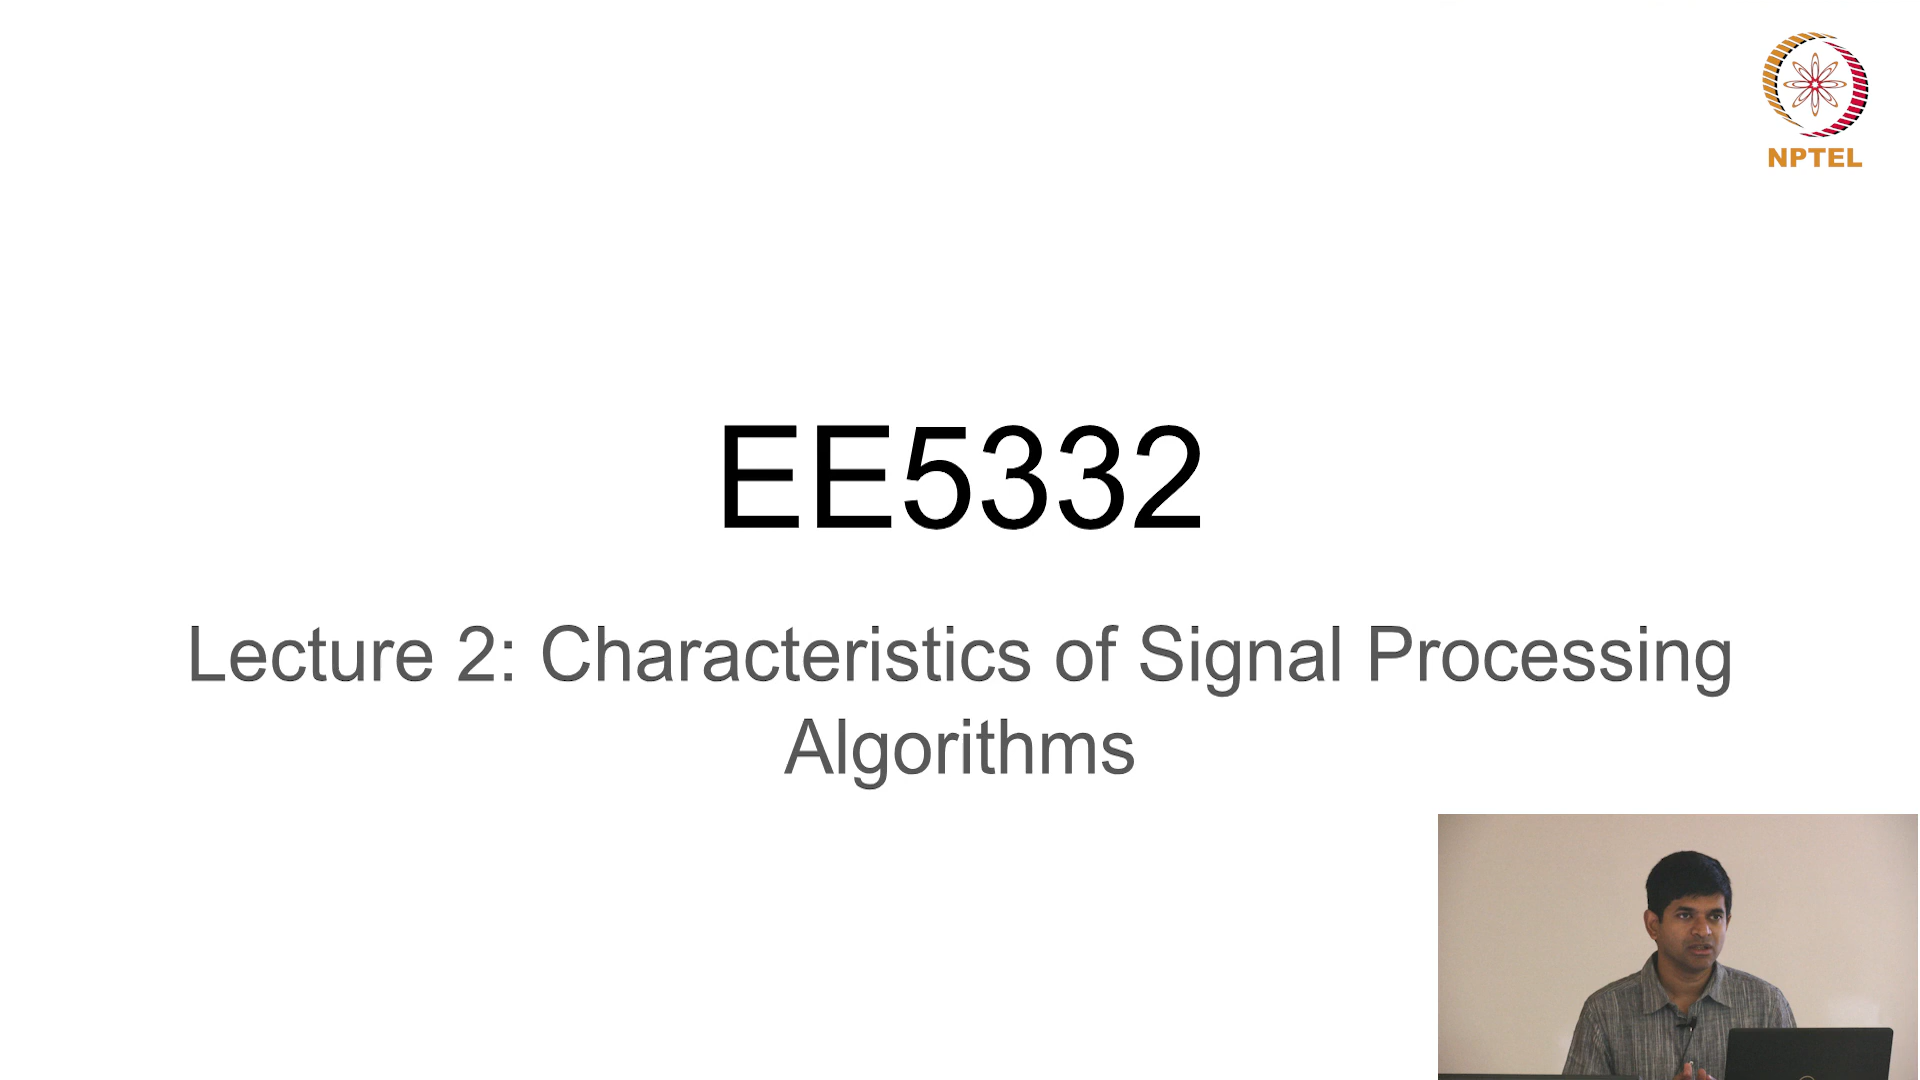 NPTEL
EE5332
Lecture 2: Characteristics of Signal Processing
Algorithms